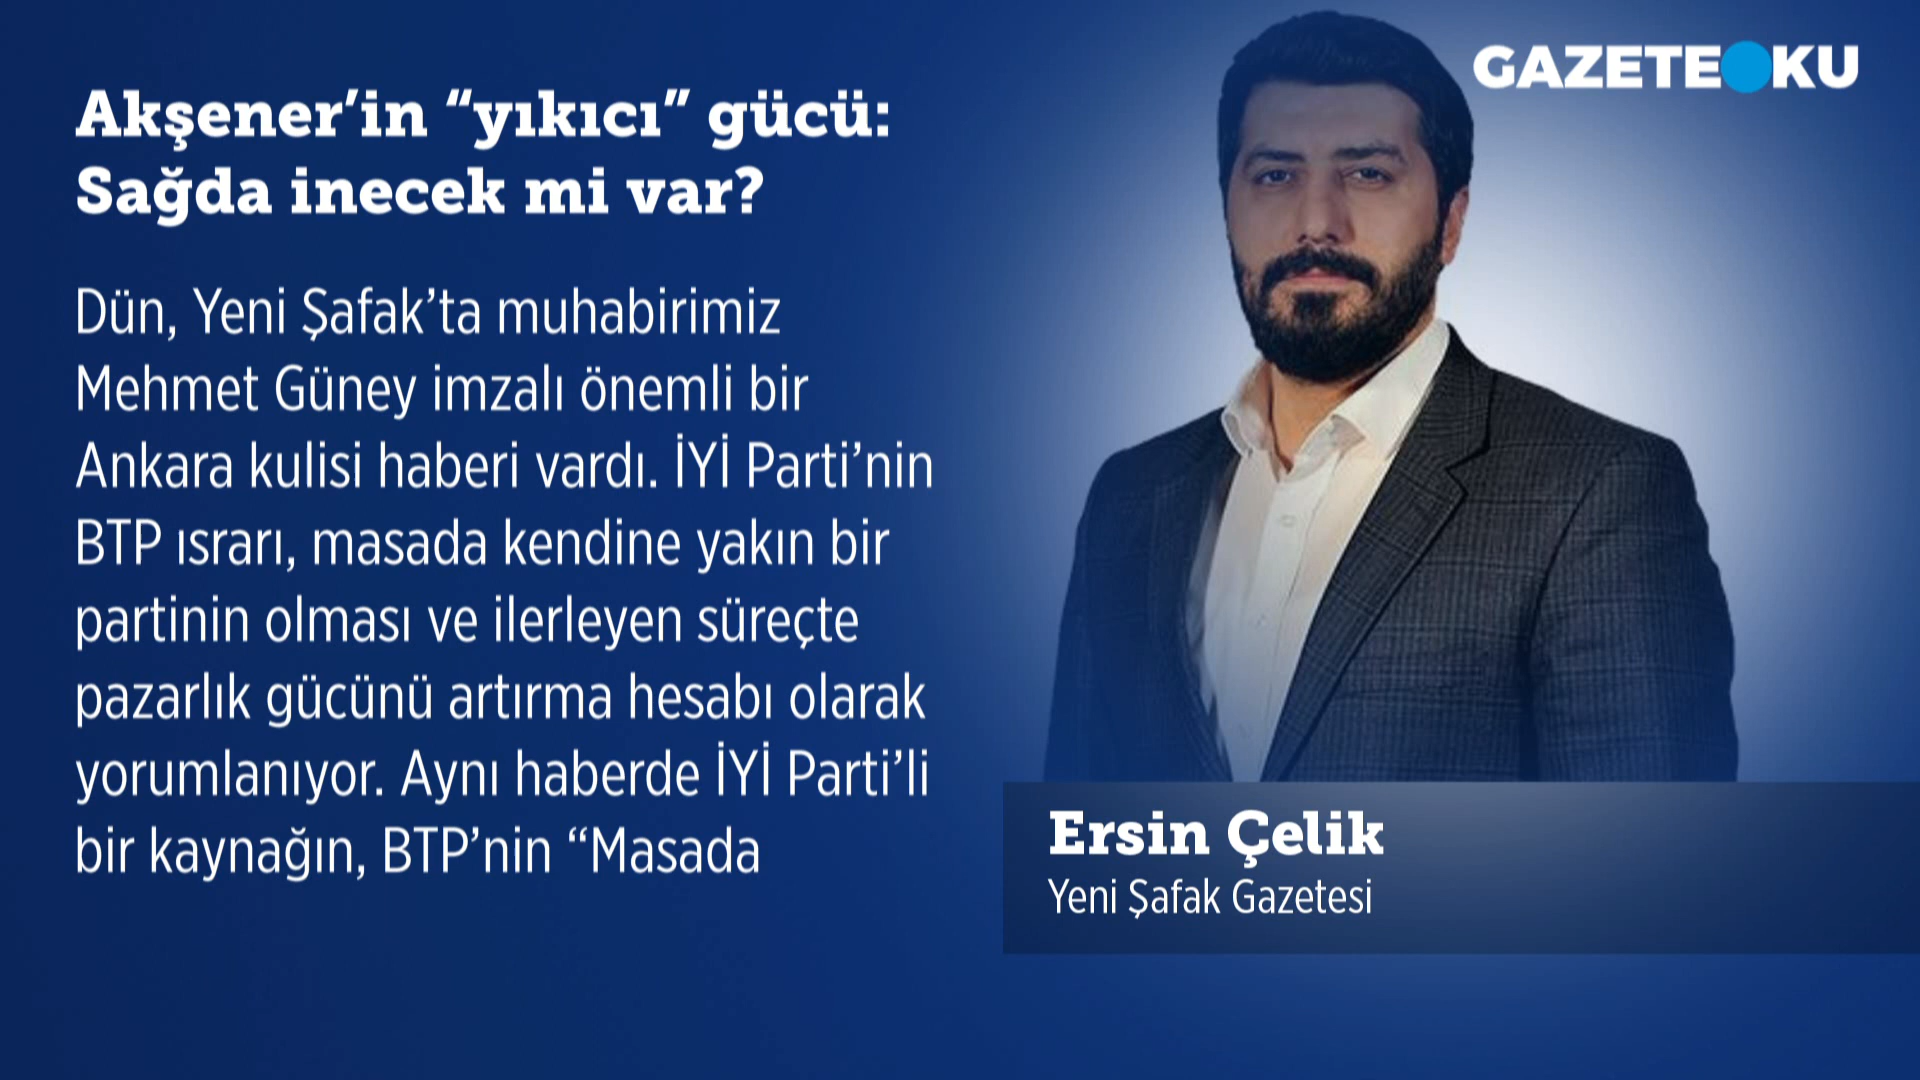 Akşener’in “yıkıcı” gücü:
Sağda inecek mi var?
Dün, Yeni Şafak’ta muhabirimiz
Mehmet Güney imzalı önemli bir
Ankara kulisi haberi vardı. İYİ Parti’nin
BTP ısrarı, masada kendine yakın bir
partinin olması ve ilerleyen süreçte
pazarlık gücünü artırma hesabı olarak
yorumlanıyor. Aynı haberde İYİ Parti’li
bir kaynağın, BTP’nin “Masada
GAZETE OKU
Ersin Çelik
Yeni Şafak Gazetesi